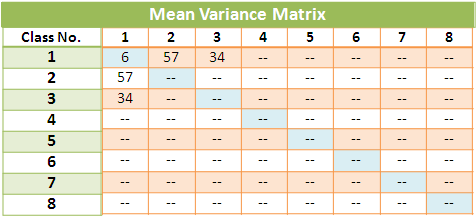 Mean Variance Matrix
Class No. 1 2 3 4 5 6 7 8
1 6 57 34 -- -- -- -- --
2 57 -- -- -- -- -- -- --
3 34 -- -- -- -- -- -- --
4 -- -- -- -- -- -- -- --
5 -- -- -- -- -- -- -- --
6 -- -- -- -- -- -- -- --
7 -- -- -- -- -- -- -- --
8 -- -- -- -- -- -- -- --